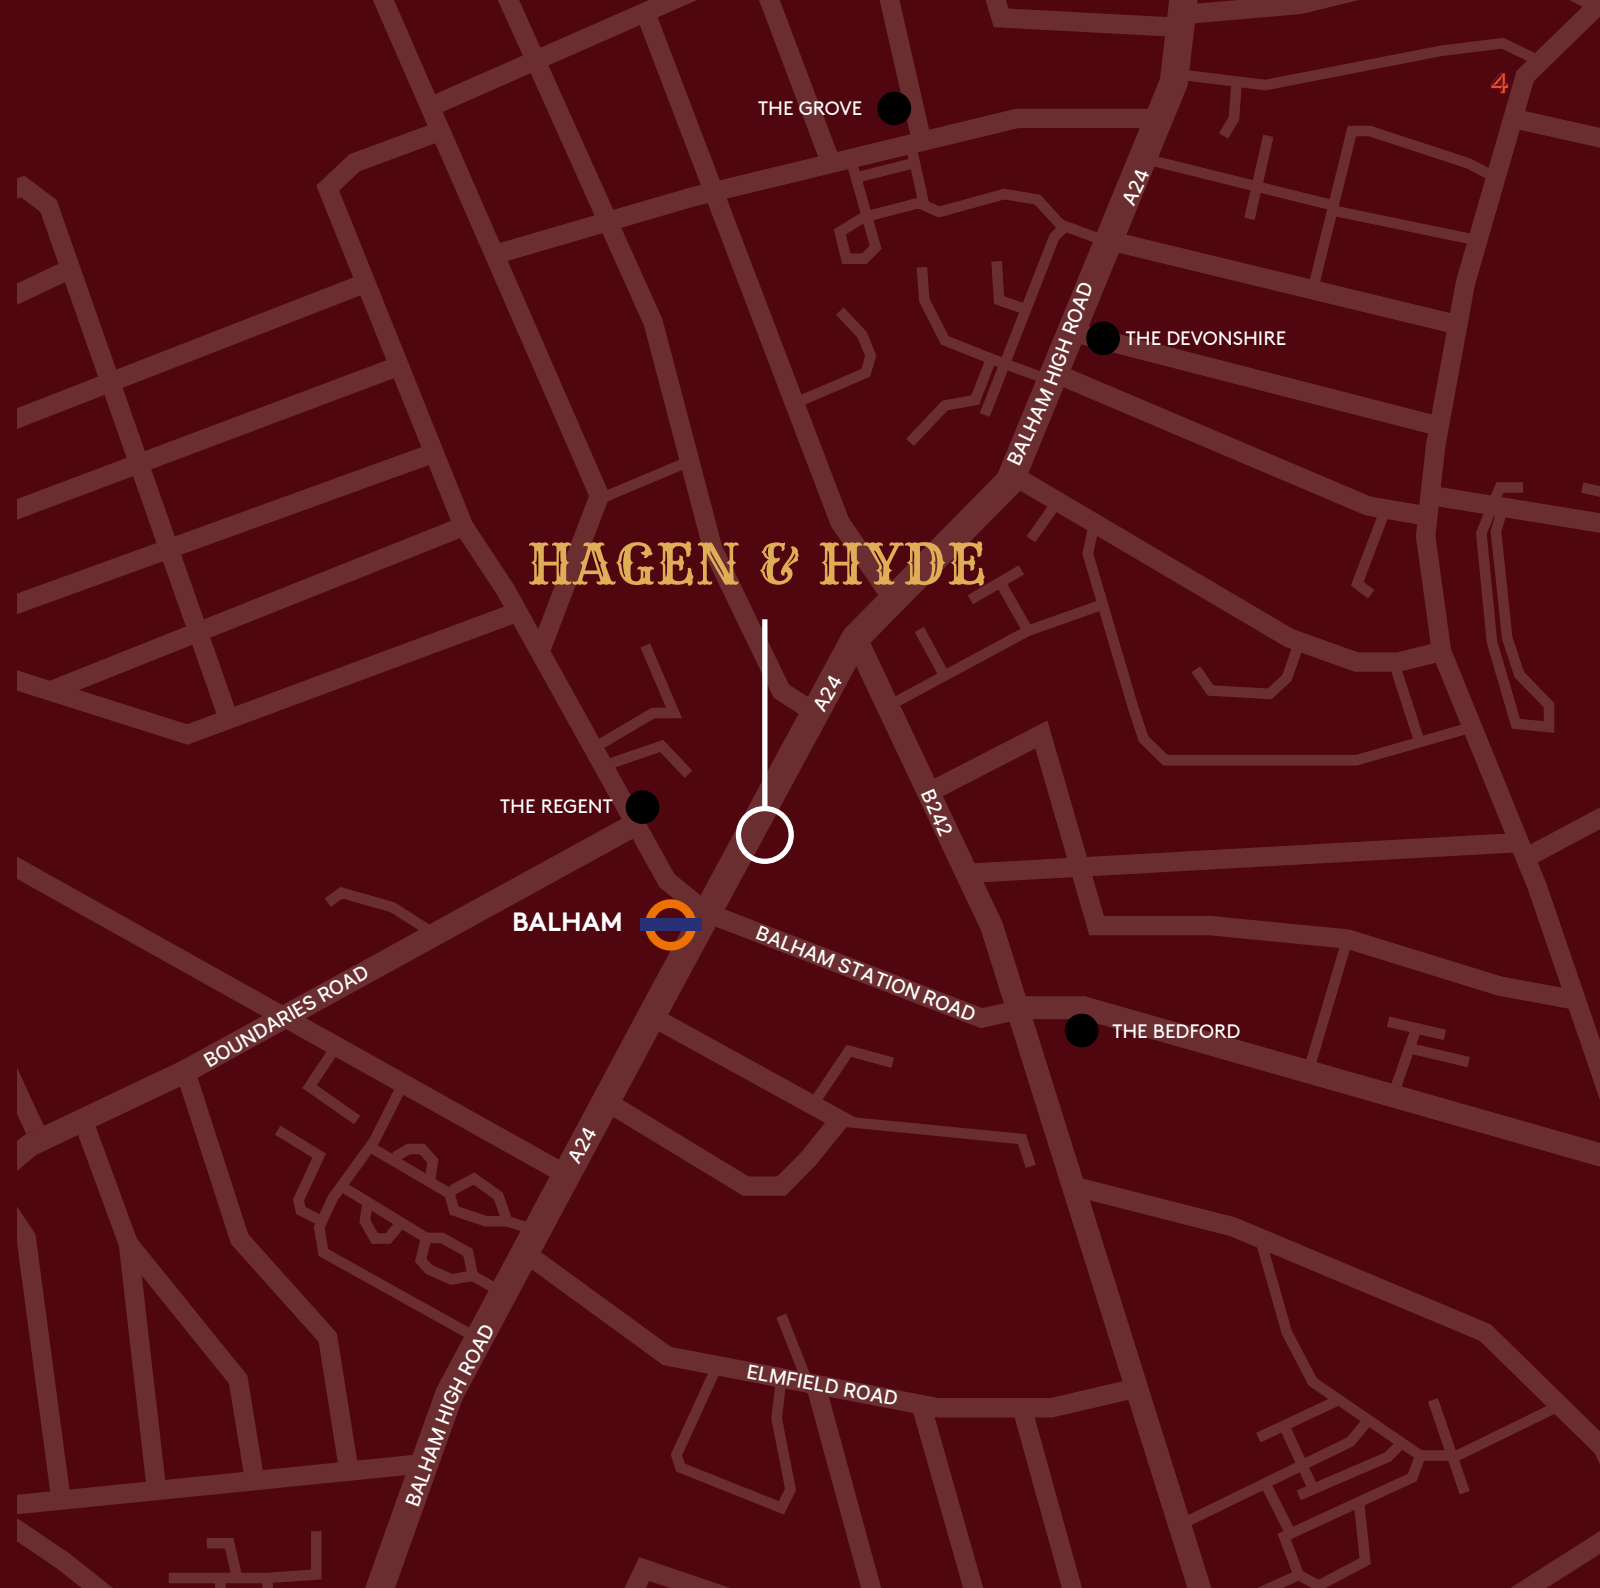 4
THE GROVE
A24
BALHAM HIGH ROAD
THE DEVONSHIRE
HAGEN & HYDE
A24
THE REGENT
B242
BALHAM
BALHAM STATION ROAD
BOUNDARIES ROAD
THE BEDFORD
A24
BALHAM HIGH ROAD
ELMFIELD ROAD